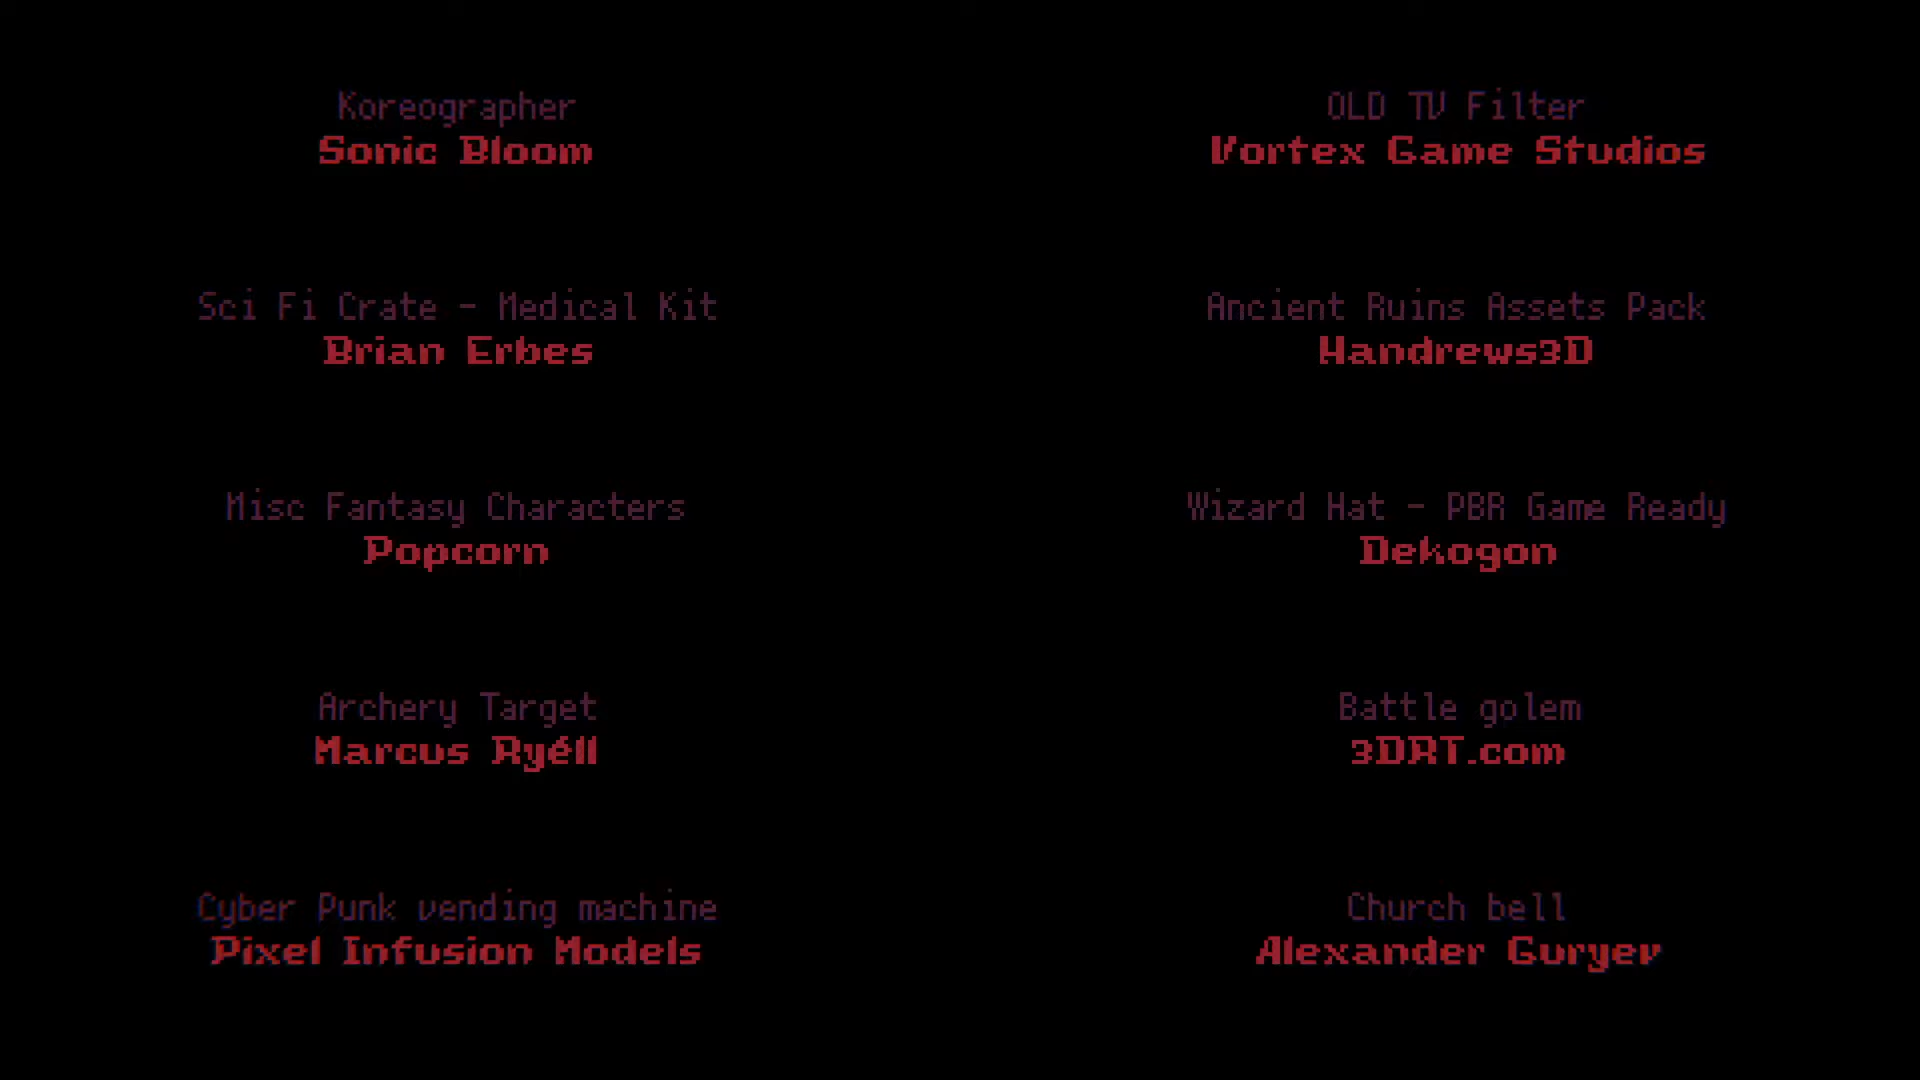 Koreographer
Sonic Bloom
OLD TV Filter
Vortex Game Studios
Sci Fi Crate - Medical Kit
Brian Erbes
Ancient Ruins Assets Pack
Handrews3D
Misc Fantasy Characters
Popcorn
Wizard Hat - PBR Game Ready
Dekogon
Archery Target
Marcus Ryéll
Battle golem
3DRT.com
Cyber Punk vending machine
Pixel Infusion Models
Church bell
Alexander Guryev